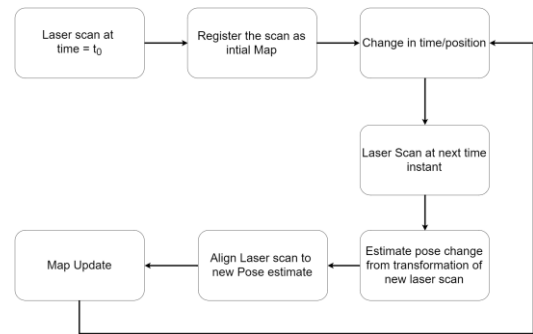 Laser scan at
time = t₀
Register the scan as
intial Map
Change in time/position
Laser Scan at next time
instant
Estimate pose change
from transformation of
new laser scan
Align Laser scan to
new Pose estimate
Map Update